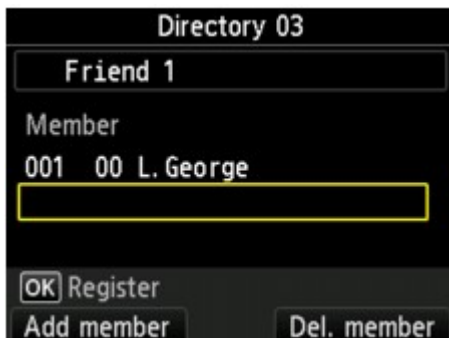 Directory 03
Friend 1
Member
001 00 L.George
OK Register
Add member Del. member